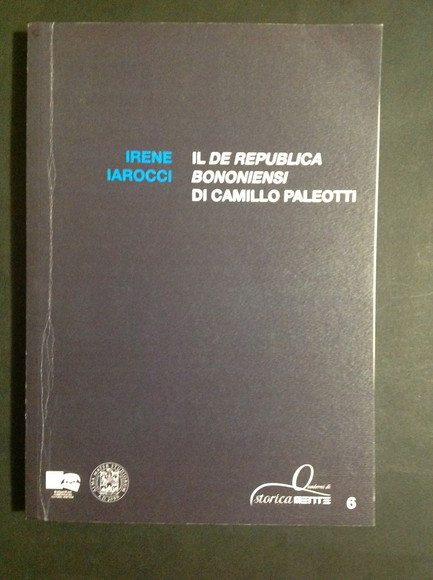 IRENE
IAROCCI
IL DE REPUBLICA
BONONIENSI
DI CAMILLO PALEOTTI
Quaderni di
storicaMENTE
6